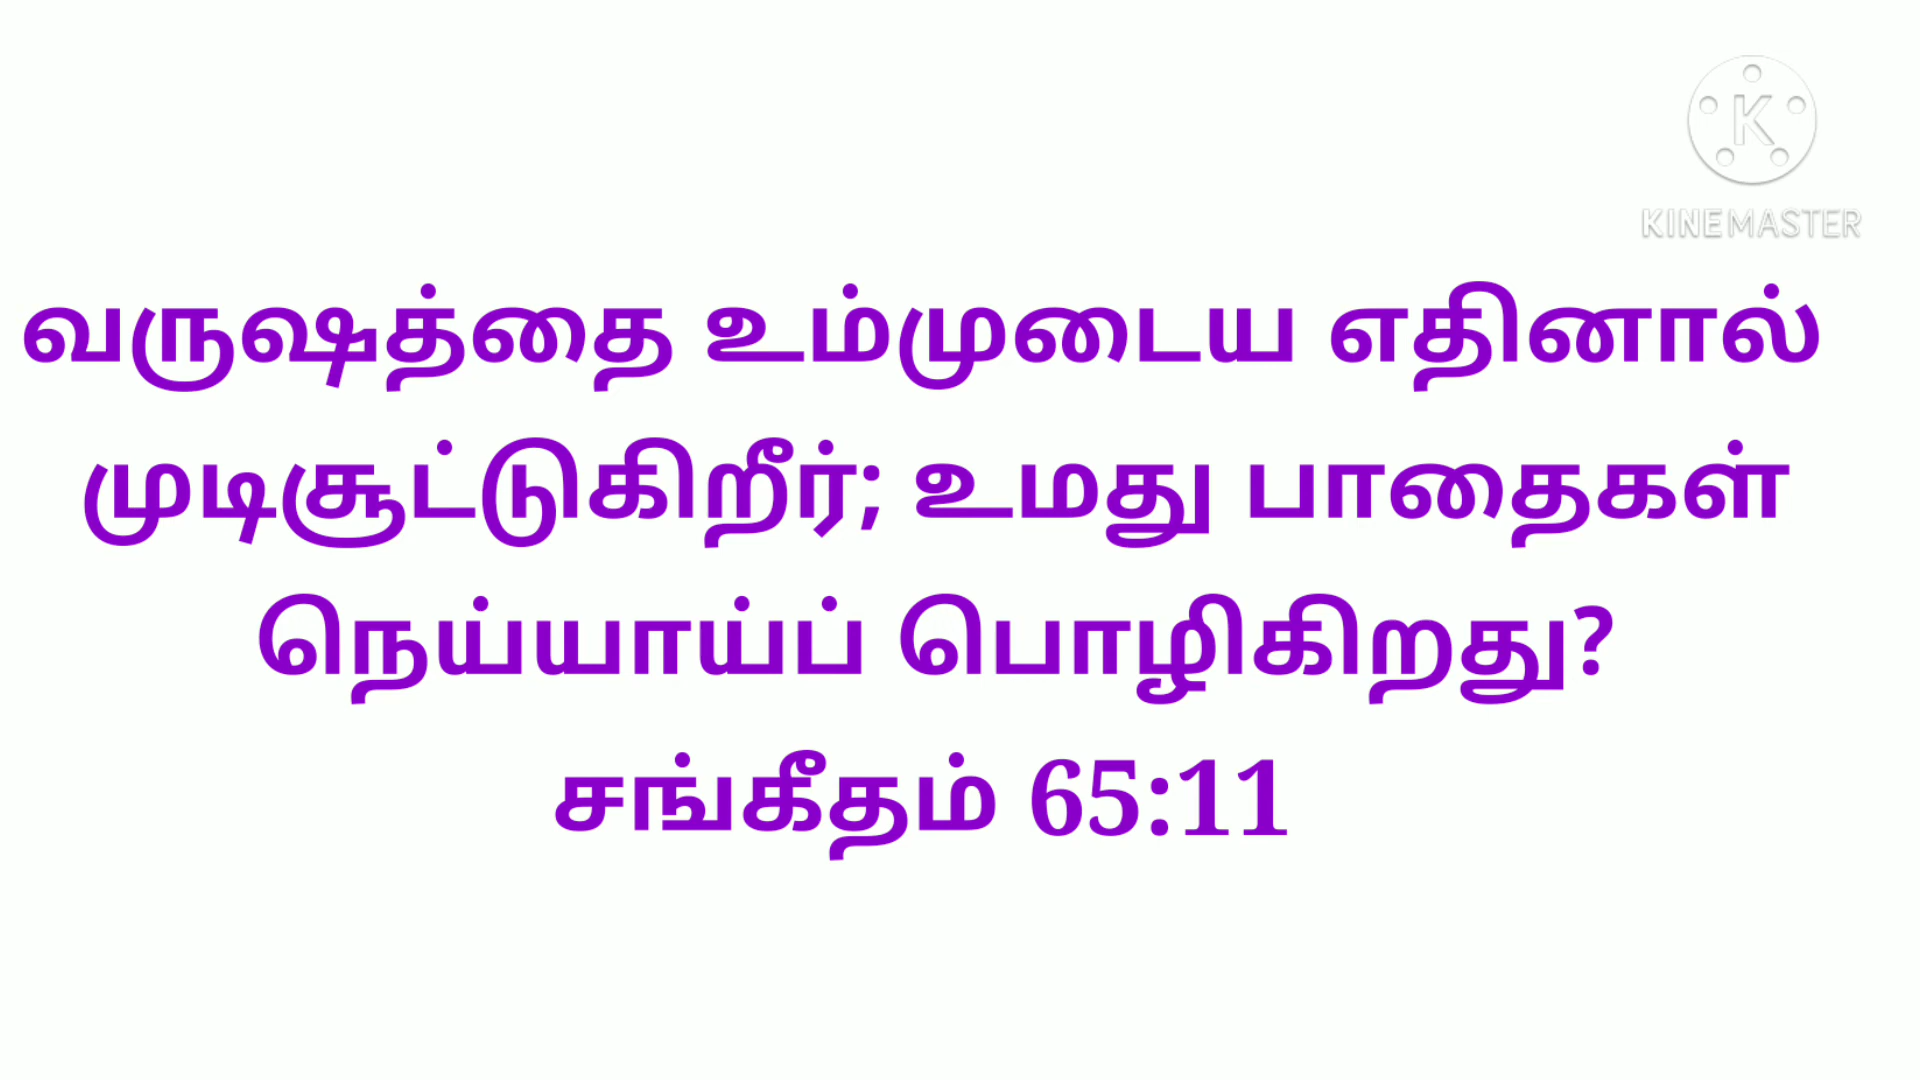 K
KINEMASTER
வருஷத்தை உம்முடைய எதினால்
முடிசூட்டுகிறீர்; உமது பாதைகள்
நெய்யாய்ப் பொழிகிறது?
சங்கீதம் 65:11